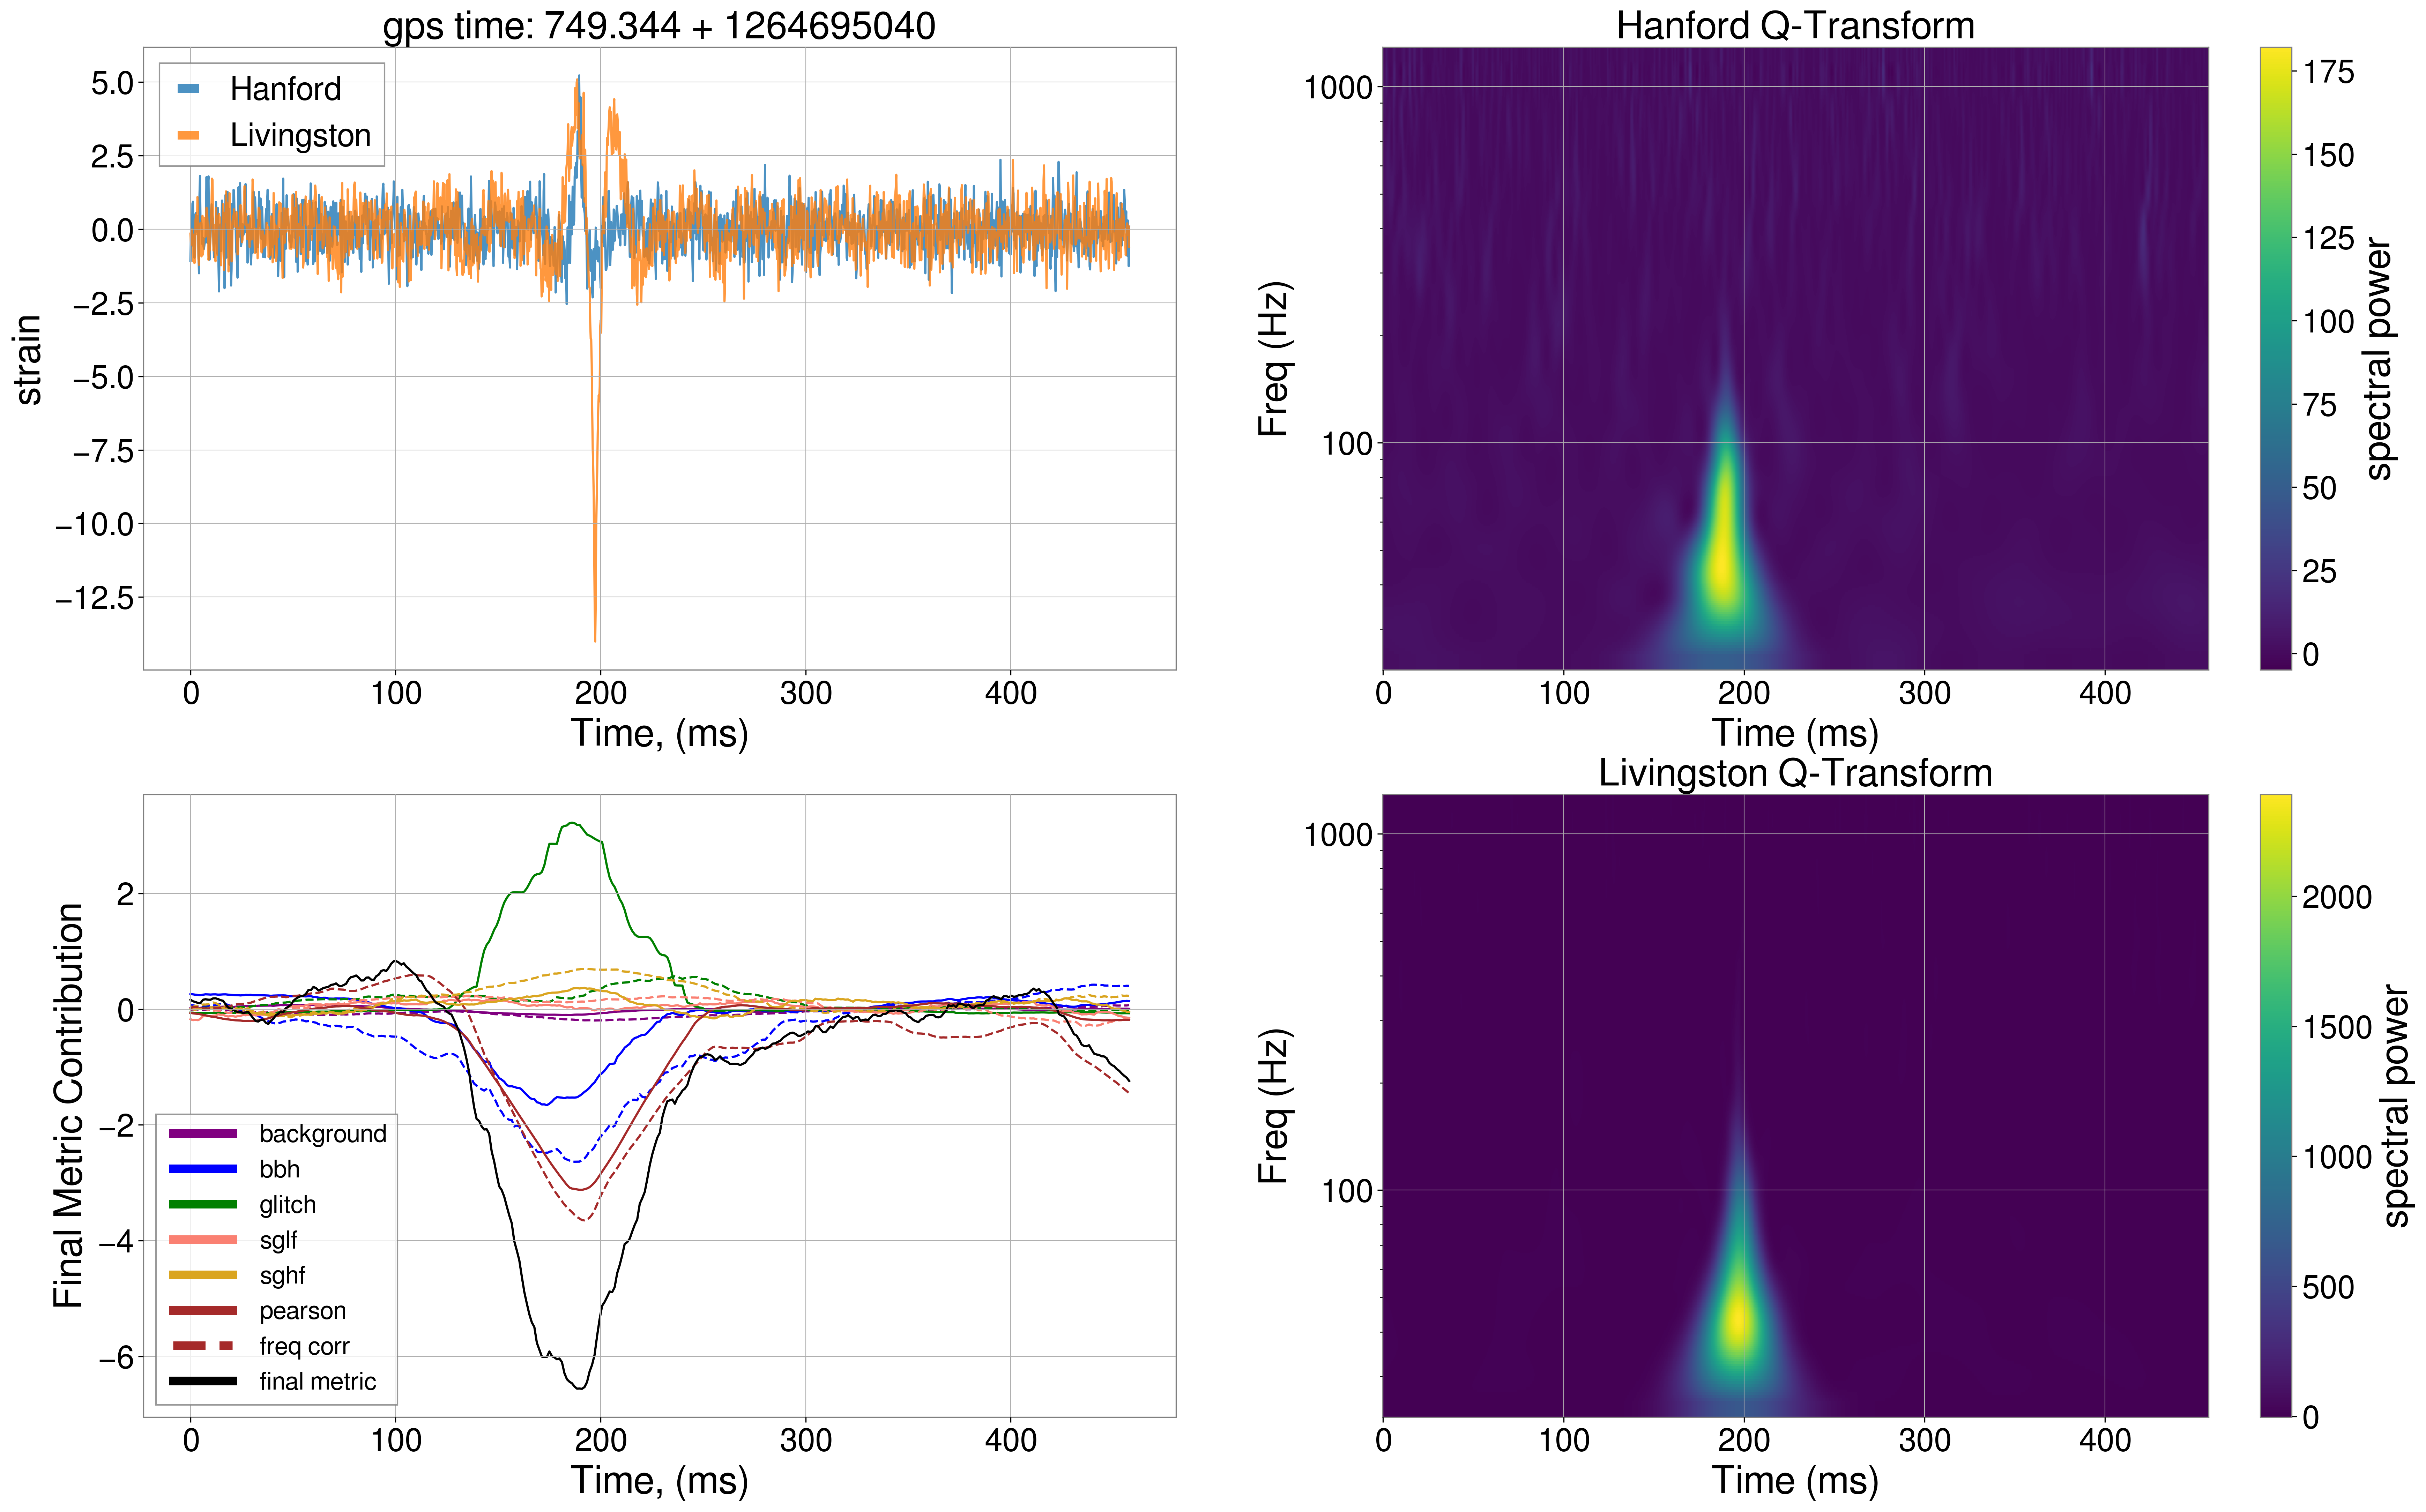 gps time: 749.344 + 1264695040
Hanford
Livingston
5.0
2.5
0.0
−2.5
−5.0
−7.5
−10.0
−12.5
strain
0 100 200 300 400
Time, (ms)
Hanford Q-Transform
1000
100
Freq (Hz)
0 100 200 300 400
Time (ms)
175
150
125
100
75
50
25
0
spectral power
2
0
−2
−4
−6
Final Metric Contribution
background
bbh
glitch
sglf
sghf
pearson
freq corr
final metric
0 100 200 300 400
Time, (ms)
Livingston Q-Transform
1000
100
Freq (Hz)
0 100 200 300 400
Time (ms)
2000
1500
1000
500
0
spectral power